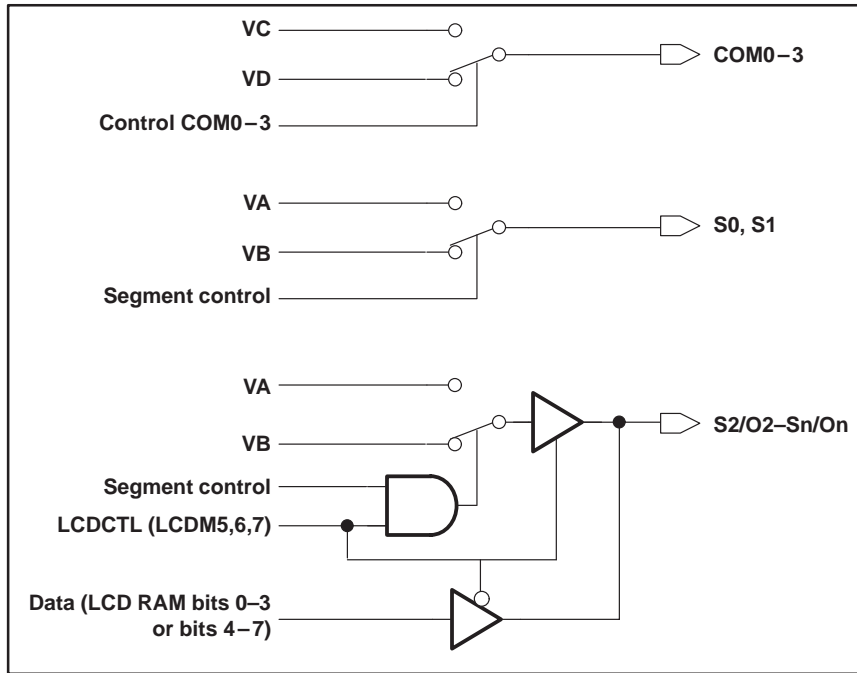 VC
COM0–3
VD
Control COM0–3
VA
S0, S1
VB
Segment control
VA
S2/O2–Sn/On
VB
Segment control
LCDCTL (LCDM5,6,7)
Data (LCD RAM bits 0–3
or bits 4–7)